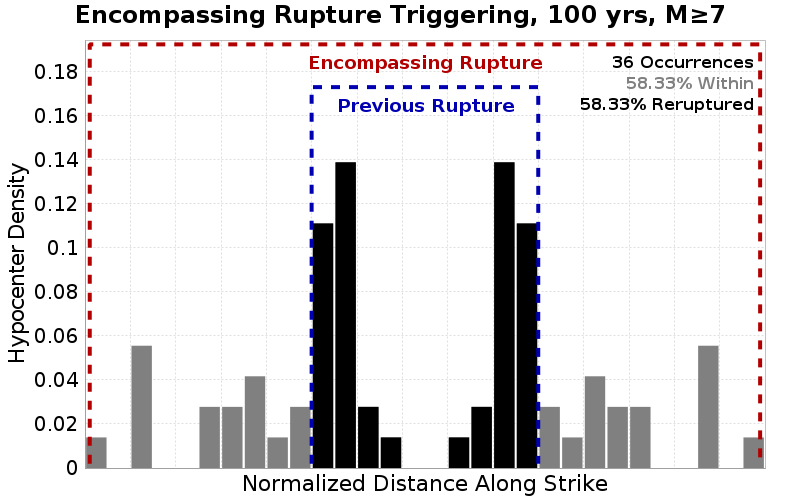 Encompassing Rupture Triggering, 100 yrs, M≥7
Encompassing Rupture
36 Occurrences
58.33% Within
Previous Rupture
58.33% Reruptured
0.18
0.16
0.14
0.12
0.1
0.08
0.06
0.04
0.02
0
Hypocenter Density
Normalized Distance Along Strike